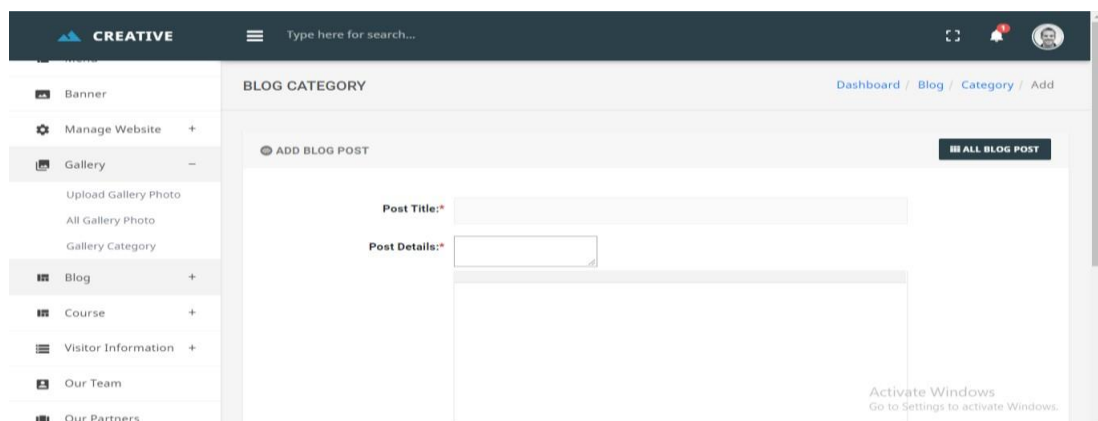 CREATIVE
Type here for search...
1
Menu
Banner
Manage Website +
Gallery −
Upload Gallery Photo
All Gallery Photo
Gallery Category
Blog +
Course +
Visitor Information +
Our Team
Our Partners
BLOG CATEGORY
Dashboard / Blog / Category / Add
ADD BLOG POST
ALL BLOG POST
Post Title:*
Post Details:*
Activate Windows
Go to Settings to activate Windows.